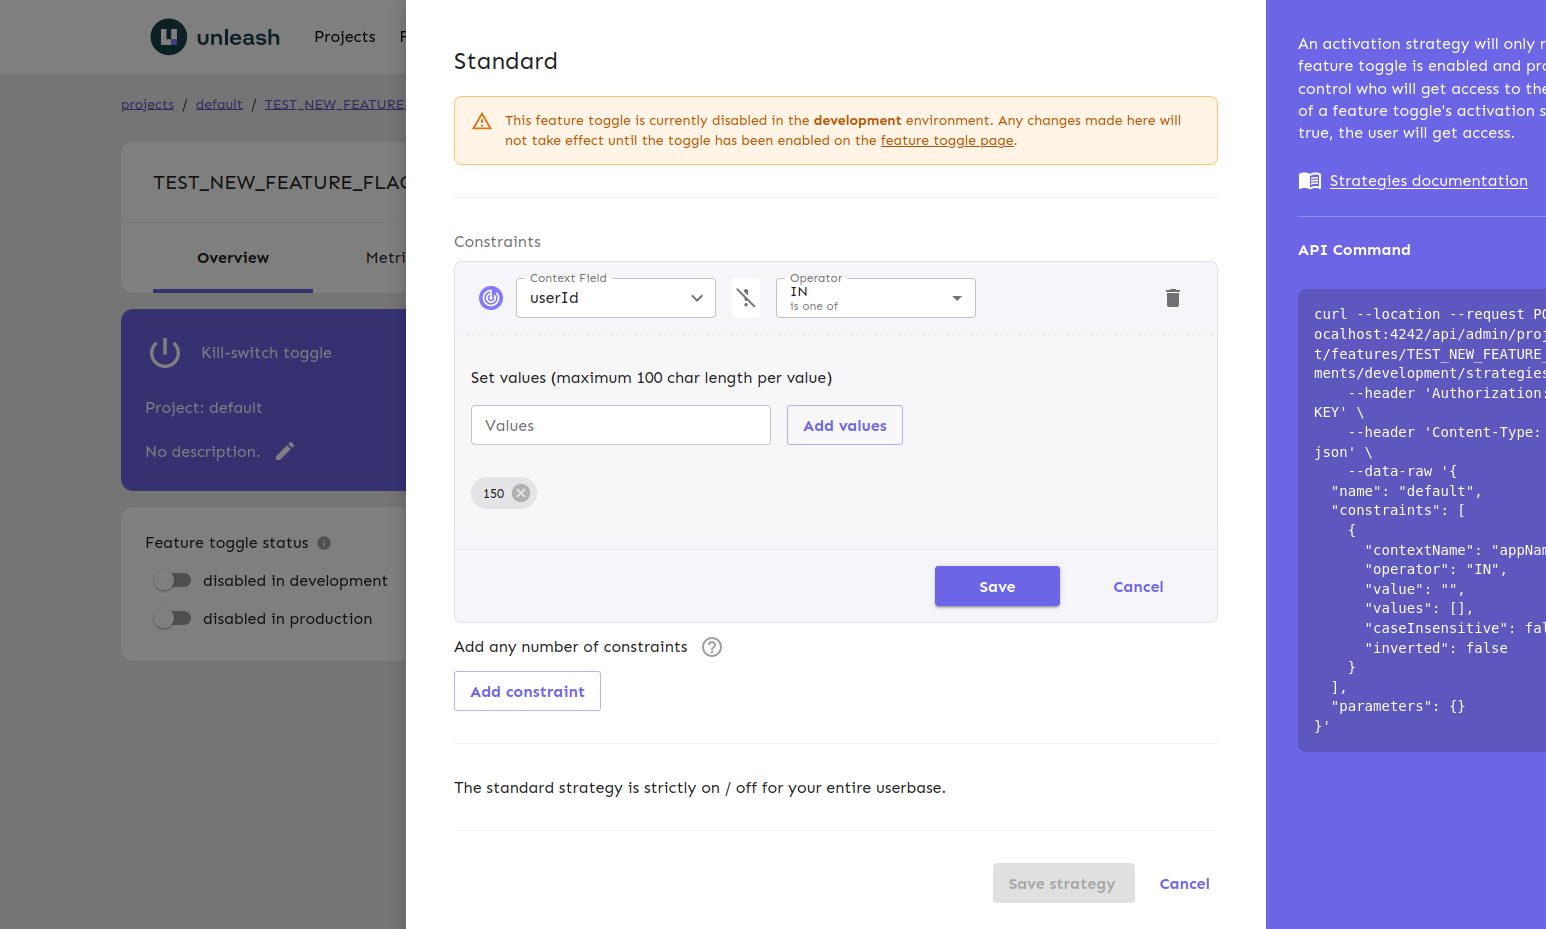 unleash
Projects
projects / default / TEST_NEW_FEATURE
TEST_NEW_FEATURE_FLAG
Overview
Kill-switch toggle
Project: default
No description.
Feature toggle status
disabled in development
disabled in production
Standard
This feature toggle is currently disabled in the development environment. Any changes made here will
not take effect until the toggle has been enabled on the feature toggle page.
Constraints
Context Field
userId
Operator
IN
is one of
Set values (maximum 100 char length per value)
Values
Add values
150
Save
Cancel
Add any number of constraints
Add constraint
The standard strategy is strictly on / off for your entire userbase.
Save strategy
Cancel
An activation strategy will only
feature toggle is enabled and
control who will get access to the
of a feature toggle's activation
true, the user will get access.
Strategies documentation
API Command
curl --location --request
ocalhost:4242/api/admin/proj
t/features/TEST_NEW_FEATURE_
ments/development/strategies
--header 'Authorization:
KEY' \
--header 'Content-Type:
json' \
--data-raw '{
"name": "default",
"constraints": [
{
"contextName": "appNam
"operator": "IN",
"value": "",
"values": [],
"caseInsensitive": fal
"inverted": false
}
],
"parameters": {}
}'